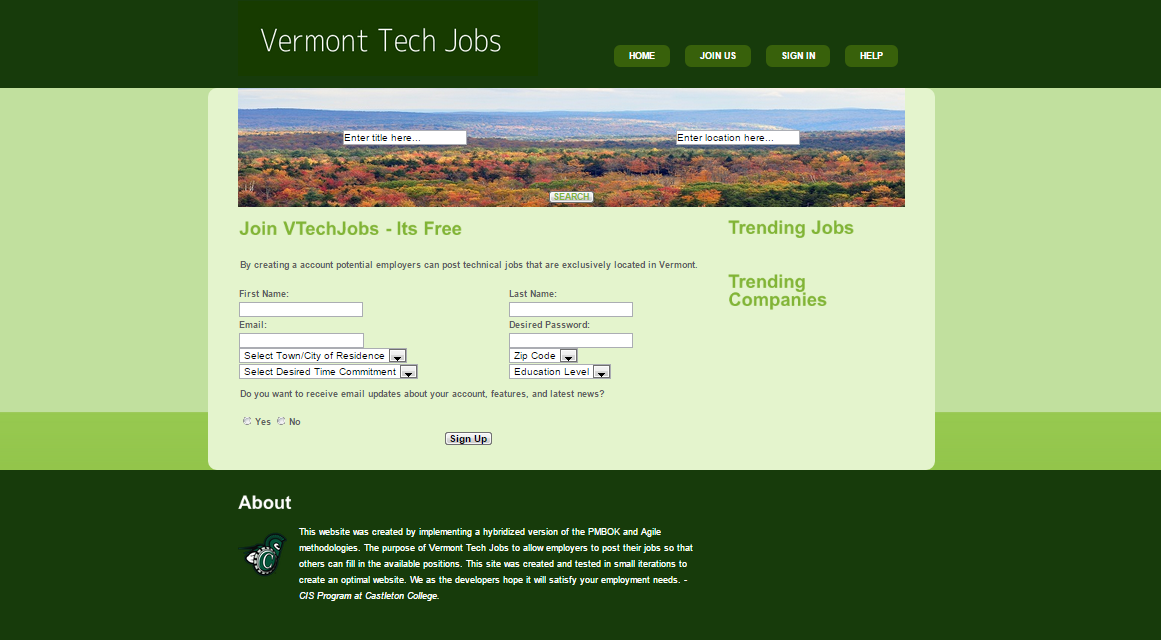 Vermont Tech Jobs
HOME JOIN US SIGN IN HELP
Enter title here... Enter location here...
SEARCH
Join VTechJobs - Its Free
By creating a account potential employers can post technical jobs that are exclusively located in Vermont.
First Name: Last Name:
Email: Desired Password:
Select Town/City of Residence Zip Code
Select Desired Time Commitment Education Level
Do you want to receive email updates about your account, features, and latest news?
Yes No
Sign Up
Trending Jobs
Trending
Companies
About
C
This website was created by implementing a hybridized version of the PMBOK and Agile
methodologies. The purpose of Vermont Tech Jobs to allow employers to post their jobs so that
others can fill in the available positions. This site was created and tested in small iterations to
create an optimal website. We as the developers hope it will satisfy your employment needs. -
CIS Program at Castleton College.